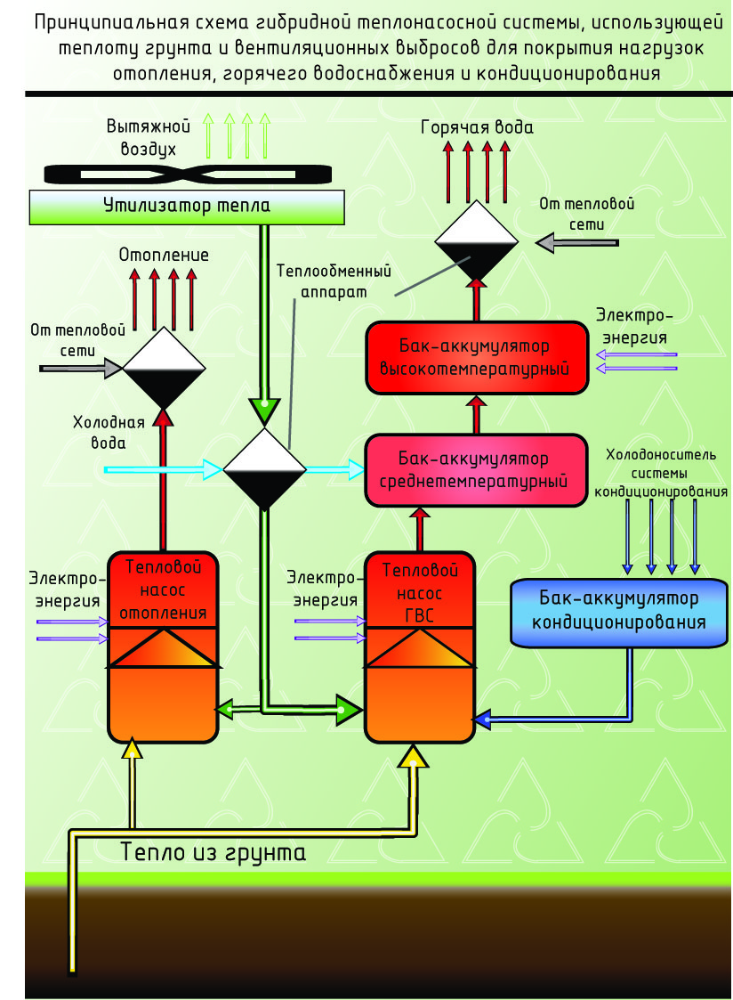 Принципиальная схема гибридной теплонасосной системы, использующей
теплоту грунта и вентиляционных выбросов для покрытия нагрузок
отопления, горячего водоснабжения и кондиционирования
Вытяжной
воздух
Утилизатор тепла
Горячая вода
От тепловой
сети
Отопление
Теплообменный
аппарат
От тепловой
сети
Электро-
энергия
Бак-аккумулятор
высокотемпературный
Холодная
вода
Бак-аккумулятор
среднетемпературный
Холодоноситель
системы
кондиционирования
Электро-
энергия
Тепловой
насос
отопления
Электро-
энергия
Тепловой
насос
ГВС
Бак-аккумулятор
кондиционирования
Тепло из грунта